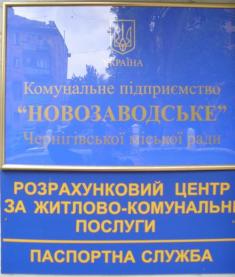 УКРАЇНА
Комунальне підприємство
“НОВОЗАВОДСЬКЕ”
Чернігівської міської ради
РОЗРАХУНКОВИЙ ЦЕНТР
ЗА ЖИТЛОВО-КОМУНАЛЬНІ
ПОСЛУГИ
ПАСПОРТНА СЛУЖБА